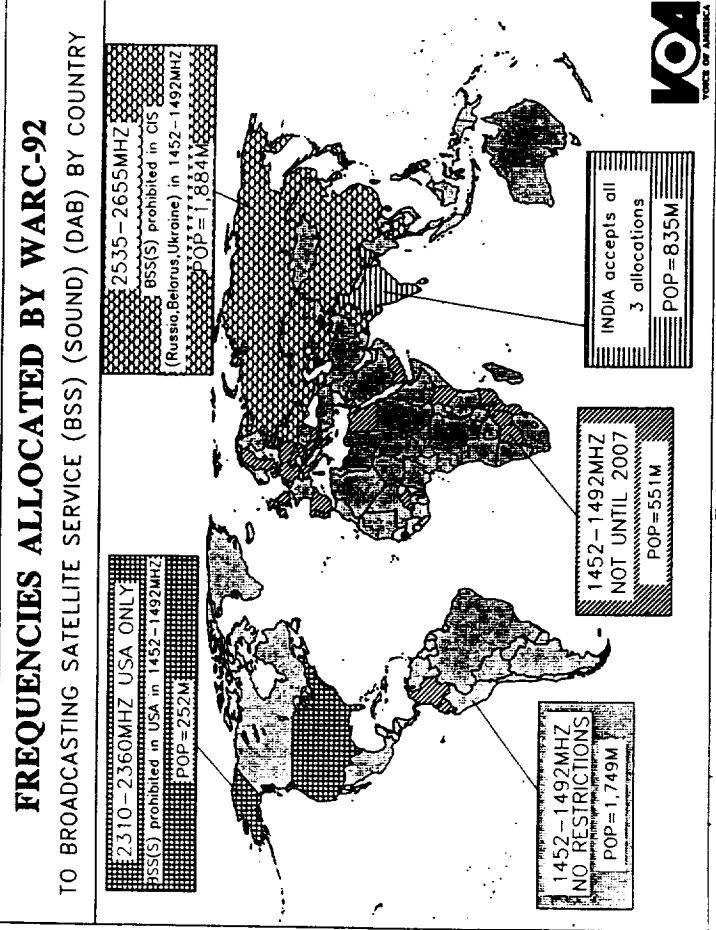 FREQUENCIES ALLOCATED BY WARC-92
TO BROADCASTING SATELLITE SERVICE (BSS) (SOUND) (DAB) BY COUNTRY
2310-2360MHZ USA ONLY
BSS(S) prohibited in USA in 1452-1492MHZ
POP=252M
2535-2655MHZ
BSS(S) prohibited in CIS
(Russia,Belarus,Ukraine) in 1452-1492MHZ
POP=1,884M
1452-1492MHZ
NO RESTRICTIONS
POP=1,749M
1452-1492MHZ
NOT UNTIL 2007
POP=551M
INDIA accepts all
3 allocations
POP=835M
VOA
VOICE OF AMERICA